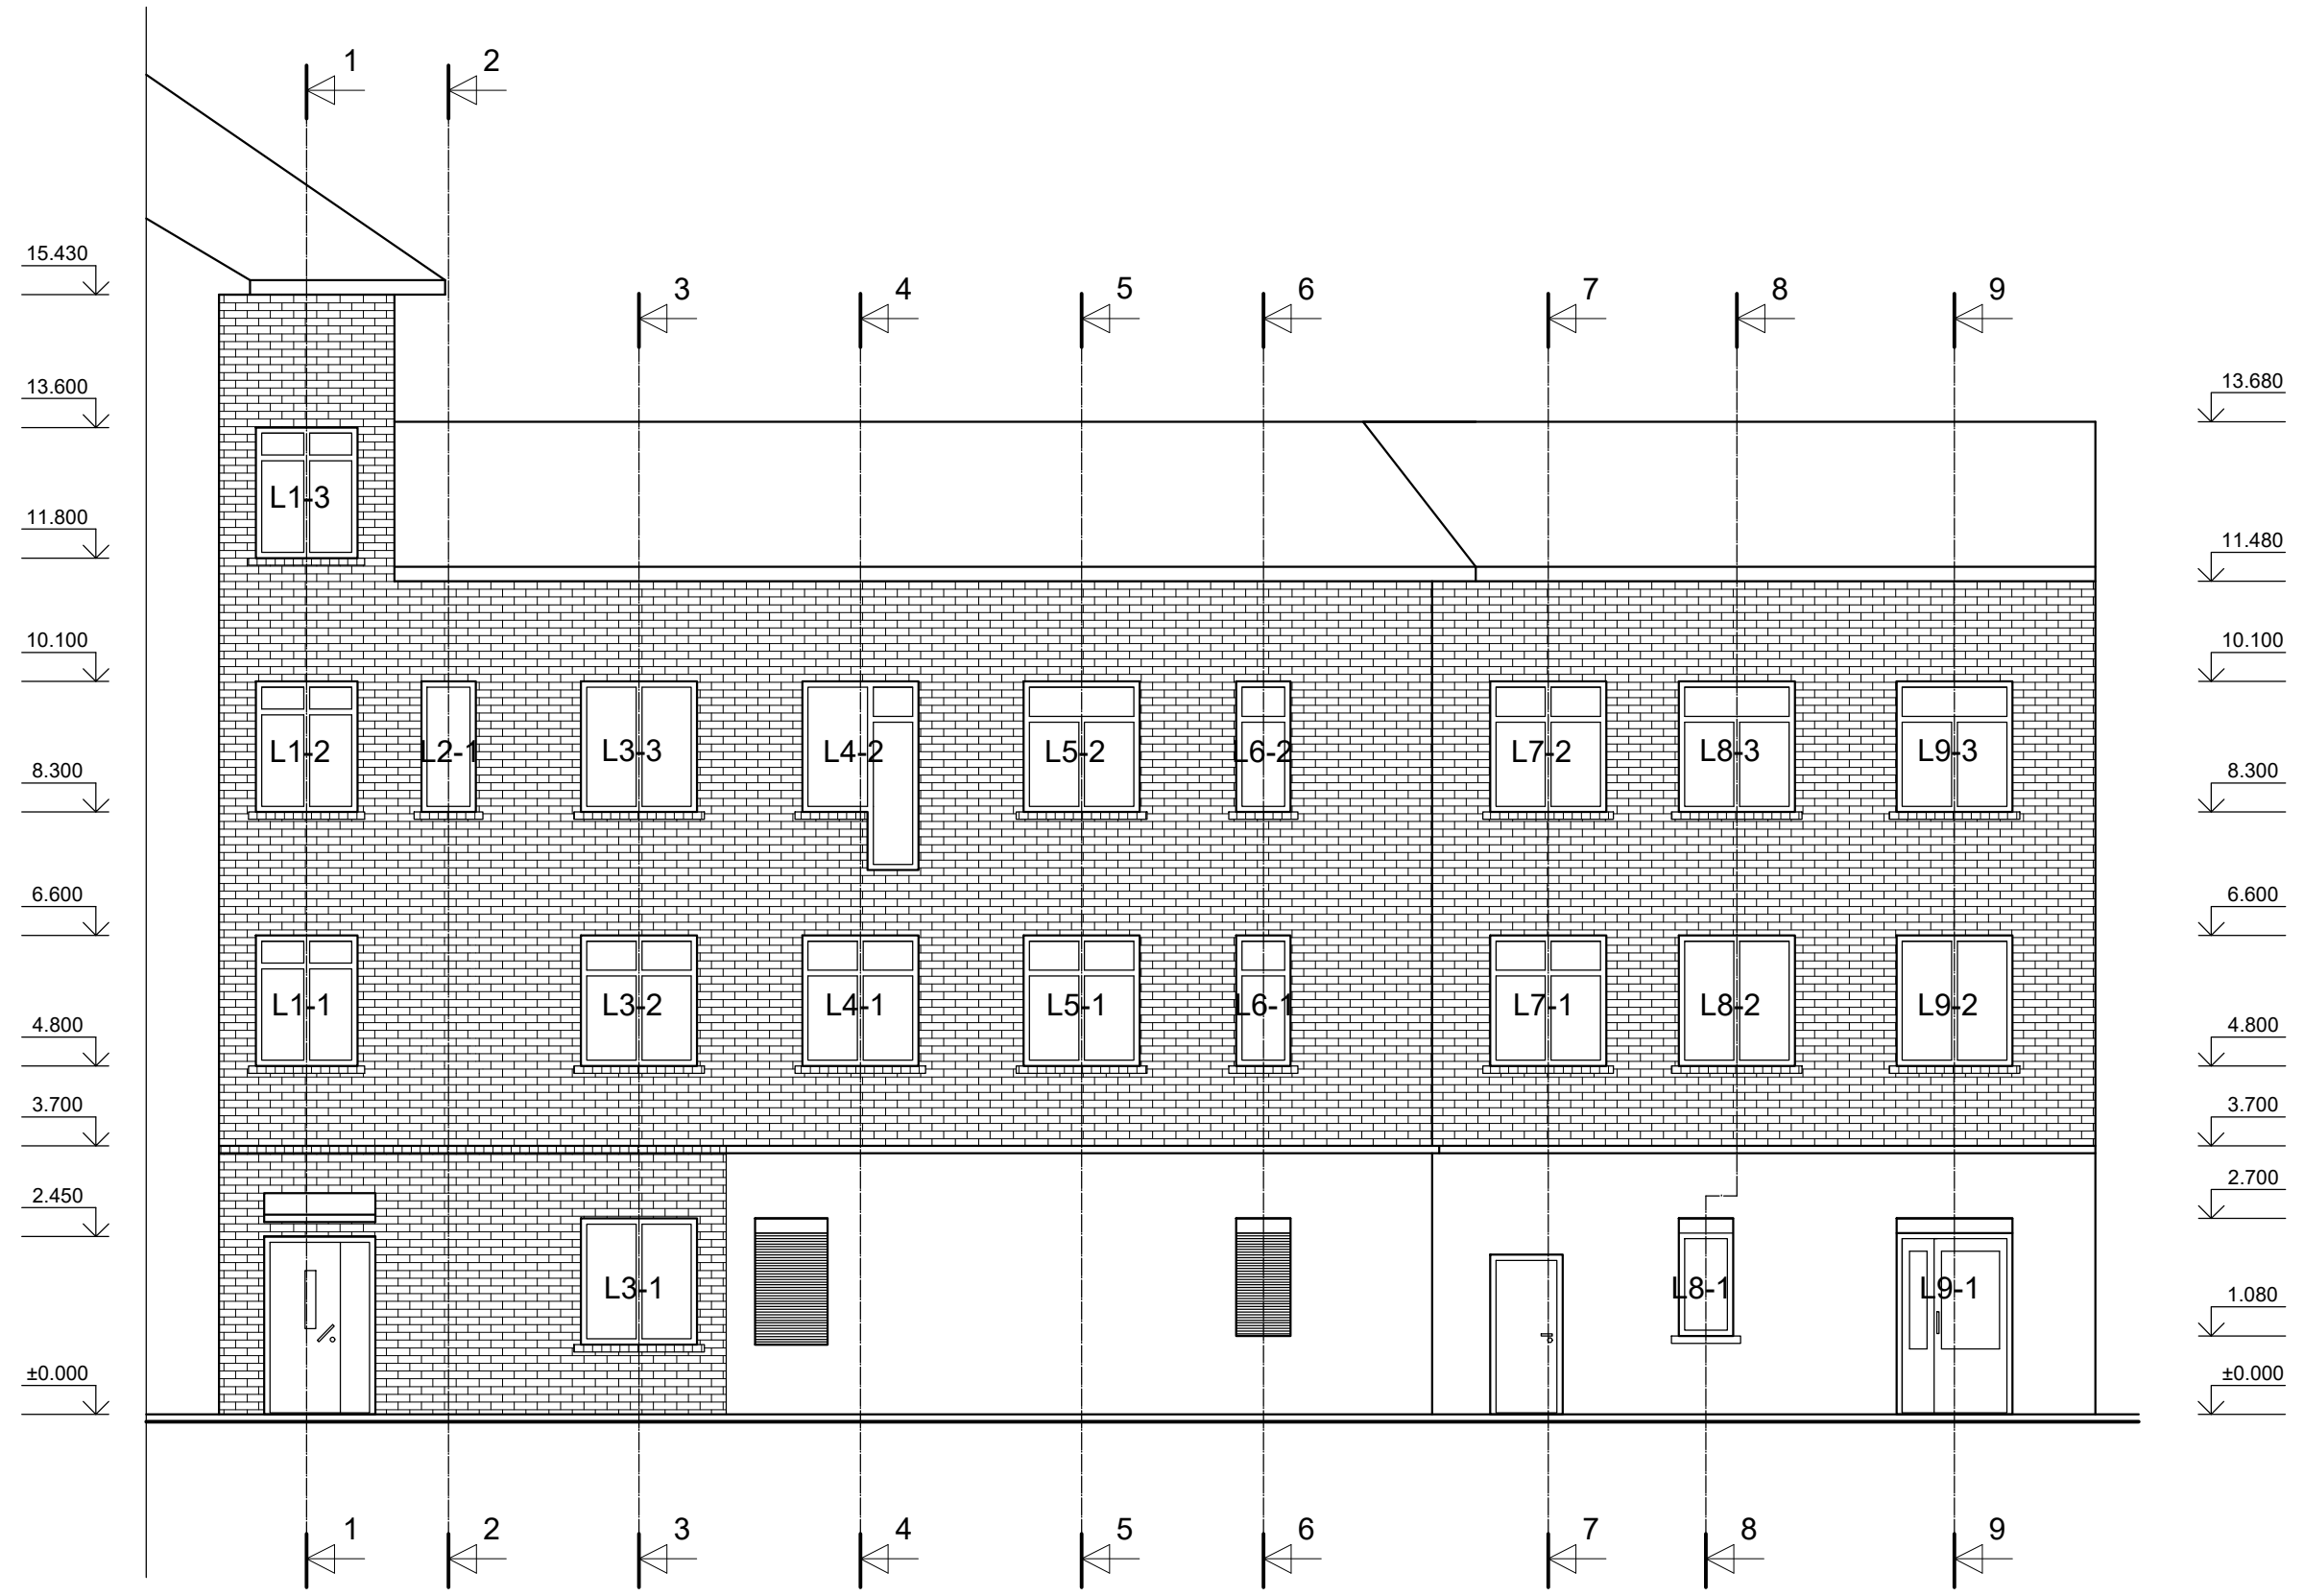 1 2
15.430
3 4 5 6 7 8 9
13.600 13.680
L1-3
11.800 11.480
10.100 10.100
L1-2 L2-1 L3-3 L4-2 L5-2 L6-2 L7-2 L8-3 L9-3
8.300 8.300
6.600 6.600
L1-1 L3-2 L4-1 L5-1 L6-1 L7-1 L8-2 L9-2
4.800 4.800
3.700 3.700
2.450 2.700
L3-1 L8-1 L9-1
1.080
±0.000 ±0.000
1 2 3 4 5 6 7 8 9